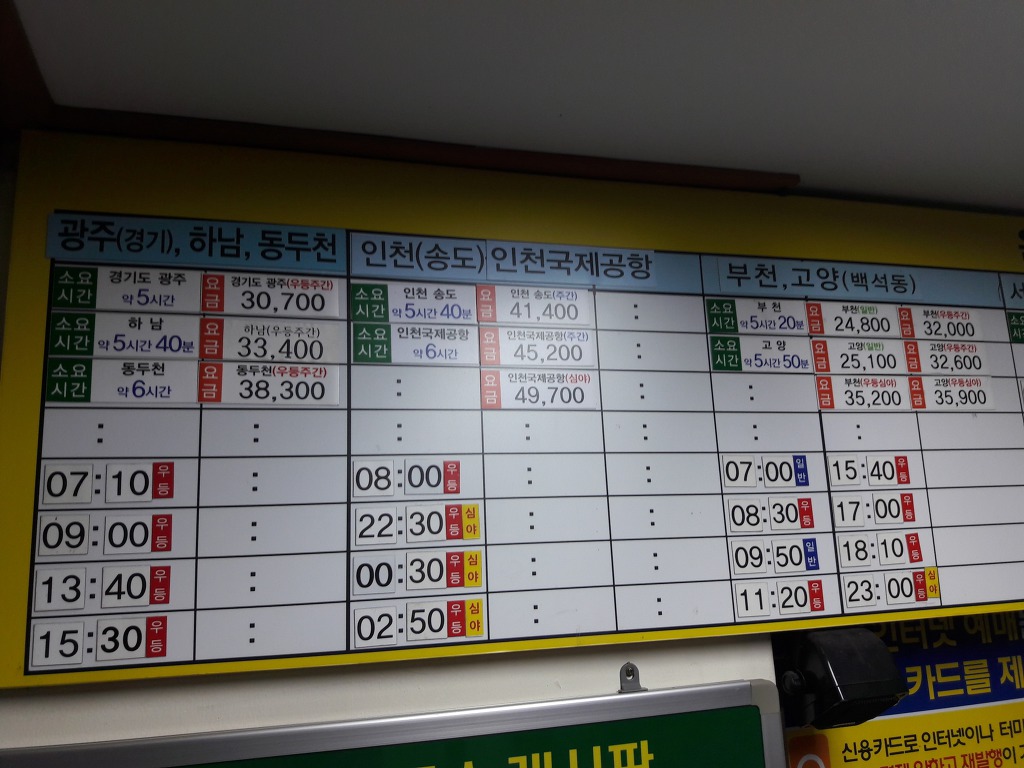 광주(경기), 하남, 동두천
소요시간 경기도 광주 약 5시간 요금 경기도 광주(우등주간) 30,700
소요시간 하 남 약 5시간 40분 요금 하남(우등주간) 33,400
소요시간 동두천 약 6시간 요금 동두천(우등주간) 38,300
: :
07:10 우등 :
09:00 우등 :
13:40 우등 :
15:30 우등 :
인천(송도) 인천국제공항
소요시간 인천 송도 약 5시간 40분 요금 인천 송도(주간) 41,400 :
소요시간 인천국제공항 약 6시간 요금 인천국제공항(주간) 45,200 :
: 요금 인천국제공항(심야) 49,700 :
: : :
08:00 우등 : :
22:30 우등 심야 : :
00:30 우등 심야 : :
02:50 우등 심야 : :
부천, 고양(백석동)
소요시간 부 천 약 5시간 20분 요금 부천(일반) 24,800 요금 부천(우등주간) 32,000
소요시간 고 양 약 5시간 50분 요금 고양(일반) 25,100 요금 고양(우등주간) 32,600
: 요금 부천(우등심야) 35,200 요금 고양(우등심야) 35,900
: :
07:00 일반 15:40 우등
08:30 우등 17:00 우등
09:50 일반 18:10 우등
11:20 우등 23:00 우등 심야
서
소요시간
인터넷 예매
카드를 제
신용카드로 인터넷이나 터미
게시판